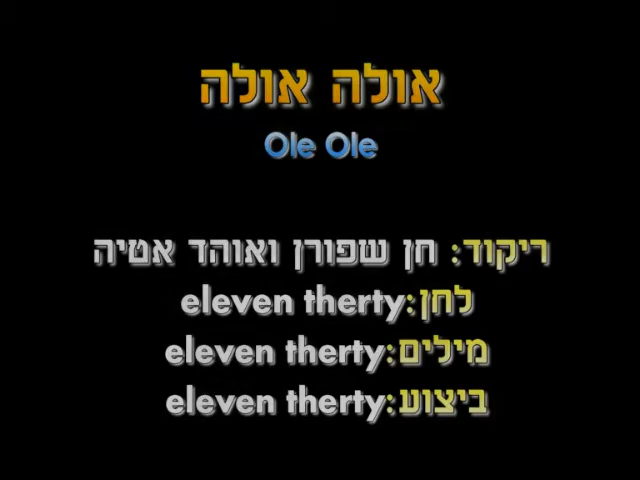 אולה אולה
Ole Ole
ריקוד: חן שפורן ואוהד אטיה
לחן:eleven therty
מילים:eleven therty
ביצוע:eleven therty